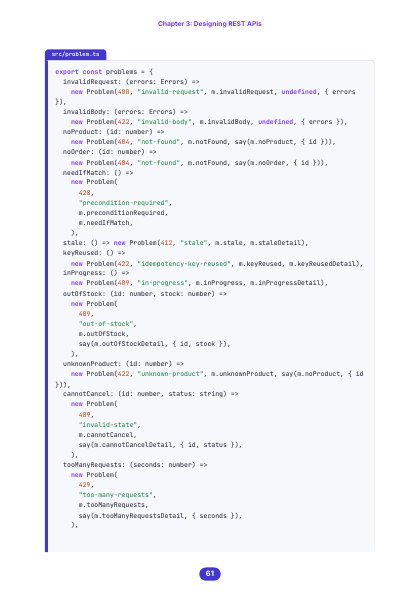 Chapter 3: Designing REST APIs
src/problem.ts
export const problems = {
  invalidRequest: (errors: Errors) =>
    new Problem(400, "invalid-request", m.invalidRequest, undefined, { errors
}),
  invalidBody: (errors: Errors) =>
    new Problem(422, "invalid-body", m.invalidBody, undefined, { errors }),
  noProduct: (id: number) =>
    new Problem(404, "not-found", m.notFound, say(m.noProduct, { id })),
  noOrder: (id: number) =>
    new Problem(404, "not-found", m.notFound, say(m.noOrder, { id })),
  needIfMatch: () =>
    new Problem(
      428,
      "precondition-required",
      m.preconditionRequired,
      m.needIfMatch,
    ),
  stale: () => new Problem(412, "stale", m.stale, m.staleDetail),
  keyReused: () =>
    new Problem(422, "idempotency-key-reused", m.keyReused, m.keyReusedDetail),
  inProgress: () =>
    new Problem(409, "in-progress", m.inProgress, m.inProgressDetail),
  outOfStock: (id: number, stock: number) =>
    new Problem(
      409,
      "out-of-stock",
      m.outOfStock,
      say(m.outOfStockDetail, { id, stock }),
    ),
  unknownProduct: (id: number) =>
    new Problem(422, "unknown-product", m.unknownProduct, say(m.noProduct, { id
})),
  cannotCancel: (id: number, status: string) =>
    new Problem(
      409,
      "invalid-state",
      m.cannotCancel,
      say(m.cannotCancelDetail, { id, status }),
    ),
  tooManyRequests: (seconds: number) =>
    new Problem(
      429,
      "too-many-requests",
      m.tooManyRequests,
      say(m.tooManyRequestsDetail, { seconds }),
    ),
61